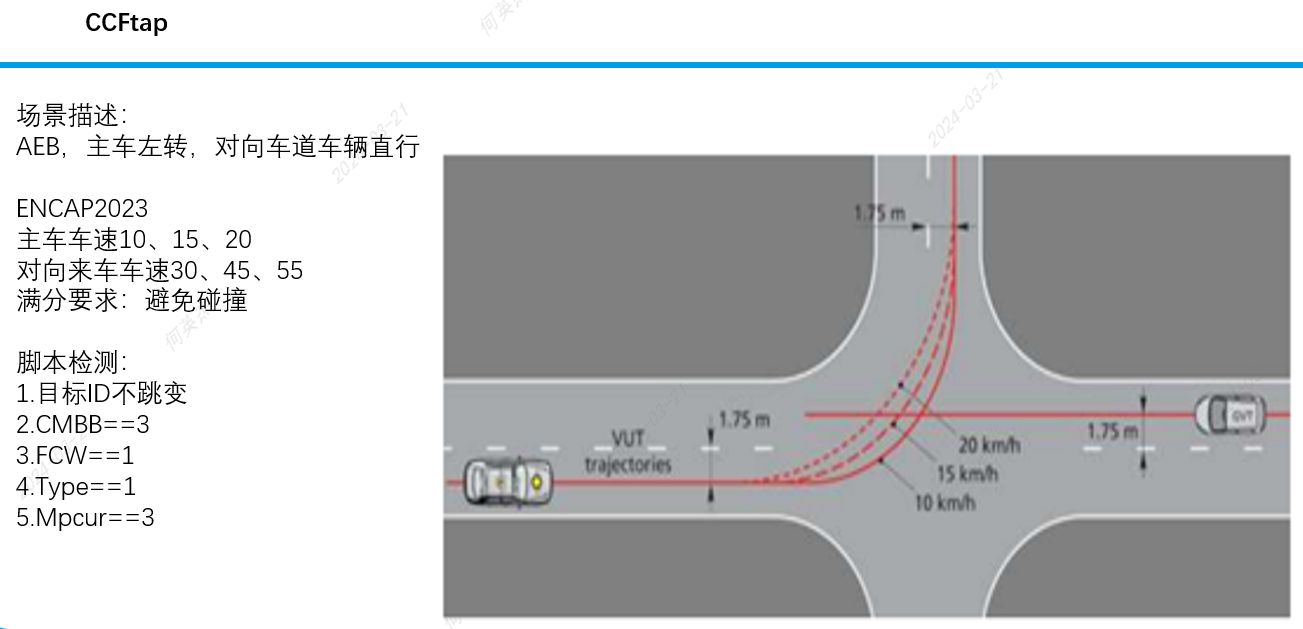 CCFtap
场景描述：
AEB，主车左转，对向车道车辆直行
ENCAP2023
主车车速10、15、20
对向来车车速30、45、55
满分要求：避免碰撞
脚本检测：
1.目标ID不跳变
2.CMBB==3
3.FCW==1
4.Type==1
5.Mpcur==3
1.75 m
1.75 m
VUT
trajectories
GVT
1.75 m
20 km/h
15 km/h
10 km/h
2024-03-21